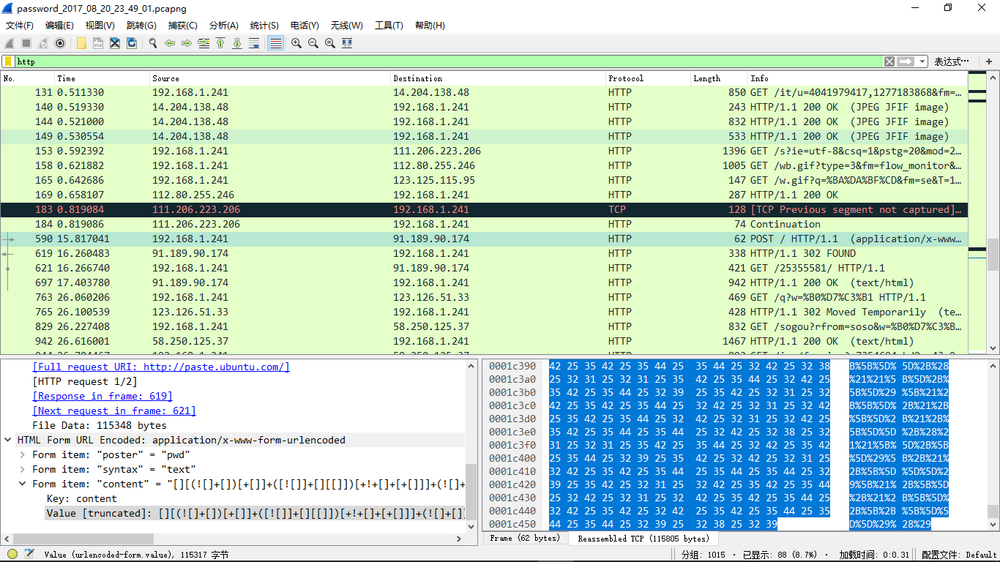 password_2017_08_20_23_49_01.pcapng
文件(F) 编辑(E) 视图(V) 跳转(G) 捕获(C) 分析(A) 统计(S) 电话(Y) 无线(W) 工具(T) 帮助(H)
http 表达式… +
No. Time Source Destination Protocol Length Info
131 0.511330 192.168.1.241 14.204.138.48 HTTP 850 GET /it/u=4041979417,1277183868&fm=…
140 0.519330 14.204.138.48 192.168.1.241 HTTP 243 HTTP/1.1 200 OK (JPEG JFIF image)
144 0.521000 14.204.138.48 192.168.1.241 HTTP 832 HTTP/1.1 200 OK (JPEG JFIF image)
149 0.530554 14.204.138.48 192.168.1.241 HTTP 533 HTTP/1.1 200 OK (JPEG JFIF image)
153 0.592392 192.168.1.241 111.206.223.206 HTTP 1396 GET /s?ie=utf-8&csq=1&pstg=20&mod=2…
158 0.621882 192.168.1.241 112.80.255.246 HTTP 1005 GET /wb.gif?type=3&fm=flow_monitor&…
165 0.642686 192.168.1.241 123.125.115.95 HTTP 147 GET /w.gif?q=%BA%DA%BF%CD&fm=se&T=1…
169 0.658107 112.80.255.246 192.168.1.241 HTTP 287 HTTP/1.1 200 OK
183 0.819084 111.206.223.206 192.168.1.241 TCP 128 [TCP Previous segment not captured]…
184 0.819086 111.206.223.206 192.168.1.241 HTTP 74 Continuation
590 15.817041 192.168.1.241 91.189.90.174 HTTP 62 POST / HTTP/1.1 (application/x-www…
619 16.260483 91.189.90.174 192.168.1.241 HTTP 338 HTTP/1.1 302 FOUND
621 16.266740 192.168.1.241 91.189.90.174 HTTP 421 GET /25355581/ HTTP/1.1
697 17.403780 91.189.90.174 192.168.1.241 HTTP 942 HTTP/1.1 200 OK (text/html)
763 26.060206 192.168.1.241 123.126.51.33 HTTP 469 GET /q?w=%B0%D7%C3%B1 HTTP/1.1
765 26.100539 123.126.51.33 192.168.1.241 HTTP 428 HTTP/1.1 302 Moved Temporarily (te…
829 26.227408 192.168.1.241 58.250.125.37 HTTP 832 GET /sogou?rfrom=soso&w=%B0%D7%C3%B…
942 26.616001 58.250.125.37 192.168.1.241 HTTP 1467 HTTP/1.1 200 OK (text/html)
[Full request URI: http://paste.ubuntu.com/]
[HTTP request 1/2]
[Response in frame: 619]
[Next request in frame: 621]
File Data: 115348 bytes
HTML Form URL Encoded: application/x-www-form-urlencoded
Form item: "poster" = "pwd"
Form item: "syntax" = "text"
Form item: "content" = "[][(![]+[])[+[]]+([![]]+[][[]])[+!+[]+[+[]]]+(![]+
Key: content
Value [truncated]: [][(![]+[])[+[]]+([![]]+[][[]])[+!+[]+[+[]]]+(![]+[]
0001c390 42 25 35 42 25 35 44 25 35 44 25 32 42 25 32 38 B%5B%5D% 5D%2B%28
0001c3a0 25 32 31 25 32 31 25 35 42 25 35 44 25 32 42 25 %21%21%5 B%5D%2B%
0001c3b0 35 42 25 35 44 25 32 39 25 35 42 25 32 31 25 32 5B%5D%29 %5B%21%2
0001c3c0 42 25 35 42 25 35 44 25 32 42 25 32 31 25 32 42 B%5B%5D% 2B%21%2B
0001c3d0 25 35 42 25 35 44 25 32 42 25 32 31 25 32 42 25 %5B%5D%2 B%21%2B%
0001c3e0 35 42 25 35 44 25 35 44 25 32 42 25 32 38 25 32 5B%5D%5D %2B%28%2
0001c3f0 31 25 32 31 25 35 42 25 35 44 25 32 42 25 35 42 1%21%5B% 5D%2B%5B
0001c400 25 35 44 25 32 39 25 35 42 25 32 42 25 32 31 25 %5D%29%5 B%2B%21%
0001c410 32 42 25 35 42 25 35 44 25 35 44 25 35 44 25 32 2B%5B%5D %5D%5D%2
0001c420 39 25 35 42 25 32 31 25 32 42 25 35 42 25 35 44 9%5B%21% 2B%5B%5D
0001c430 25 32 42 25 32 31 25 32 42 25 35 42 25 35 44 25 %2B%21%2 B%5B%5D%
0001c440 32 42 25 35 42 25 32 42 25 35 42 25 35 44 25 35 2B%5B%2B %5B%5D%5
0001c450 44 25 35 44 25 32 39 25 32 38 25 32 39 D%5D%29% 28%29
Frame (62 bytes) Reassembled TCP (115805 bytes)
Value (urlencoded-form.value), 115317 字节 分组: 1015 · 已显示: 88 (8.7%) · 加载时间: 0:0.31 配置文件: Default